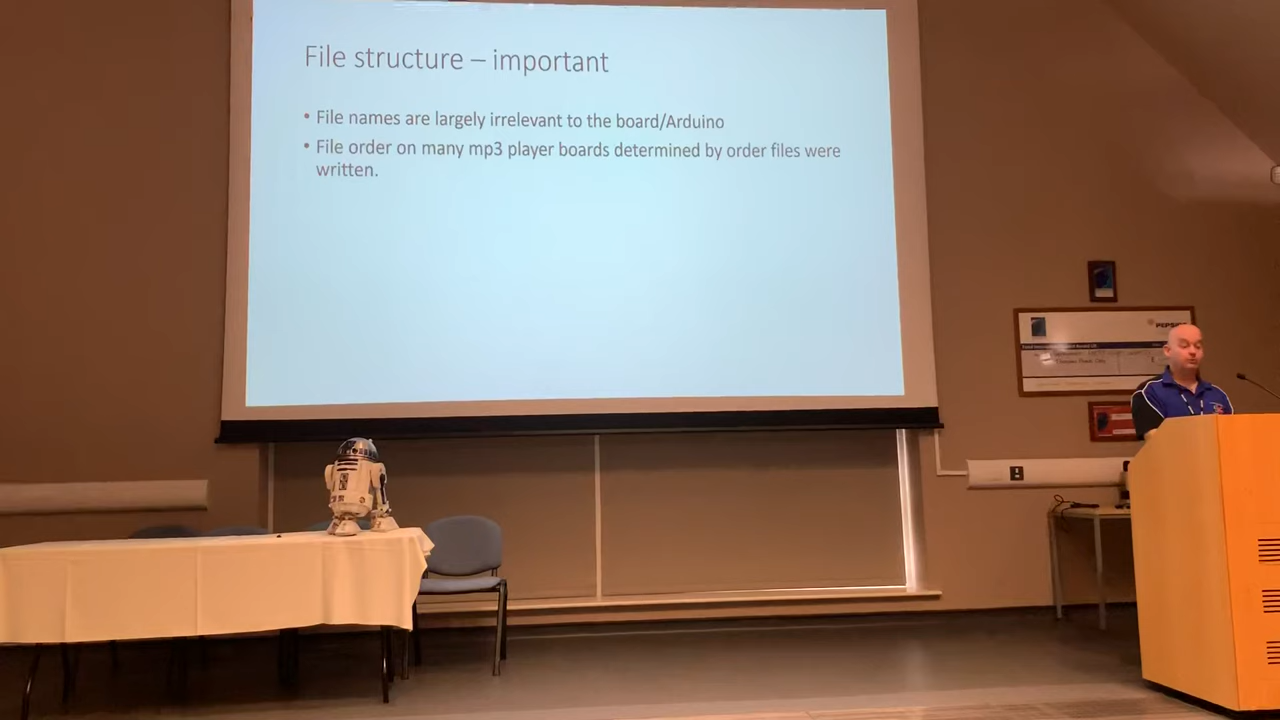 File structure – important
• File names are largely irrelevant to the board/Arduino
• File order on many mp3 player boards determined by order files were
written.